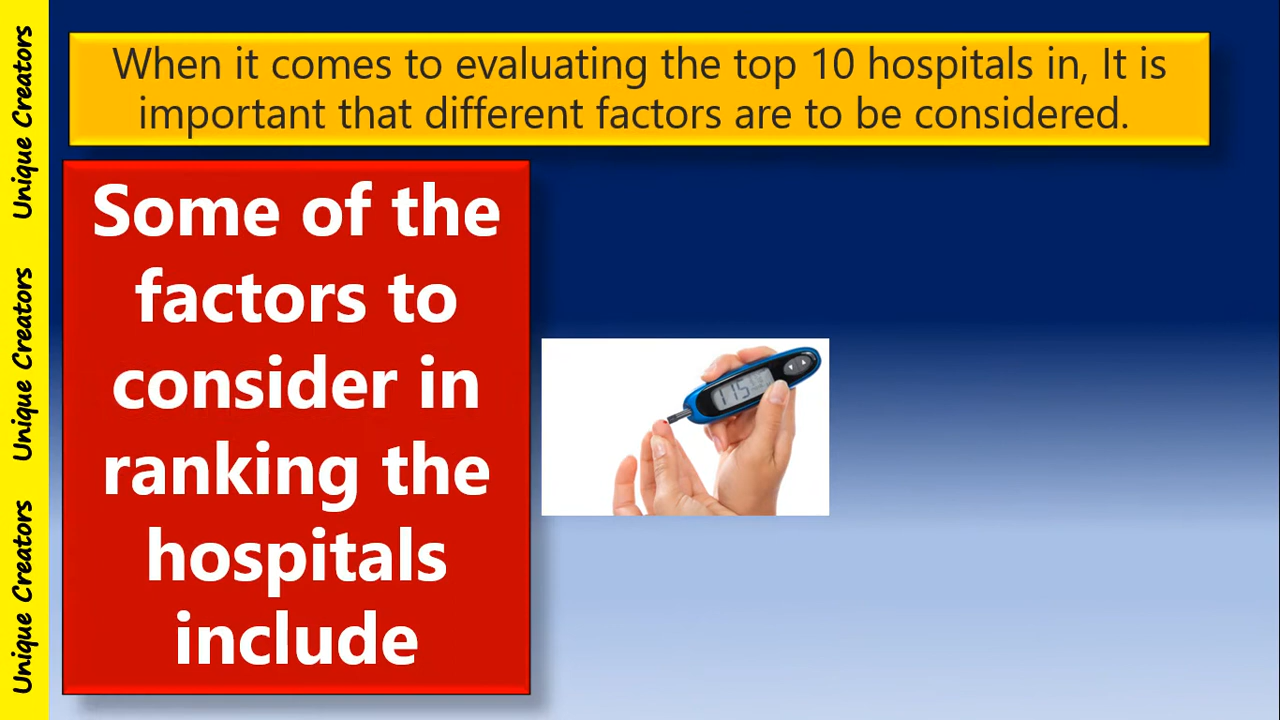 When it comes to evaluating the top 10 hospitals in, It is
important that different factors are to be considered.
Some of the
factors to
consider in
ranking the
hospitals
include
115
Unique Creators
Unique Creators
Unique Creators